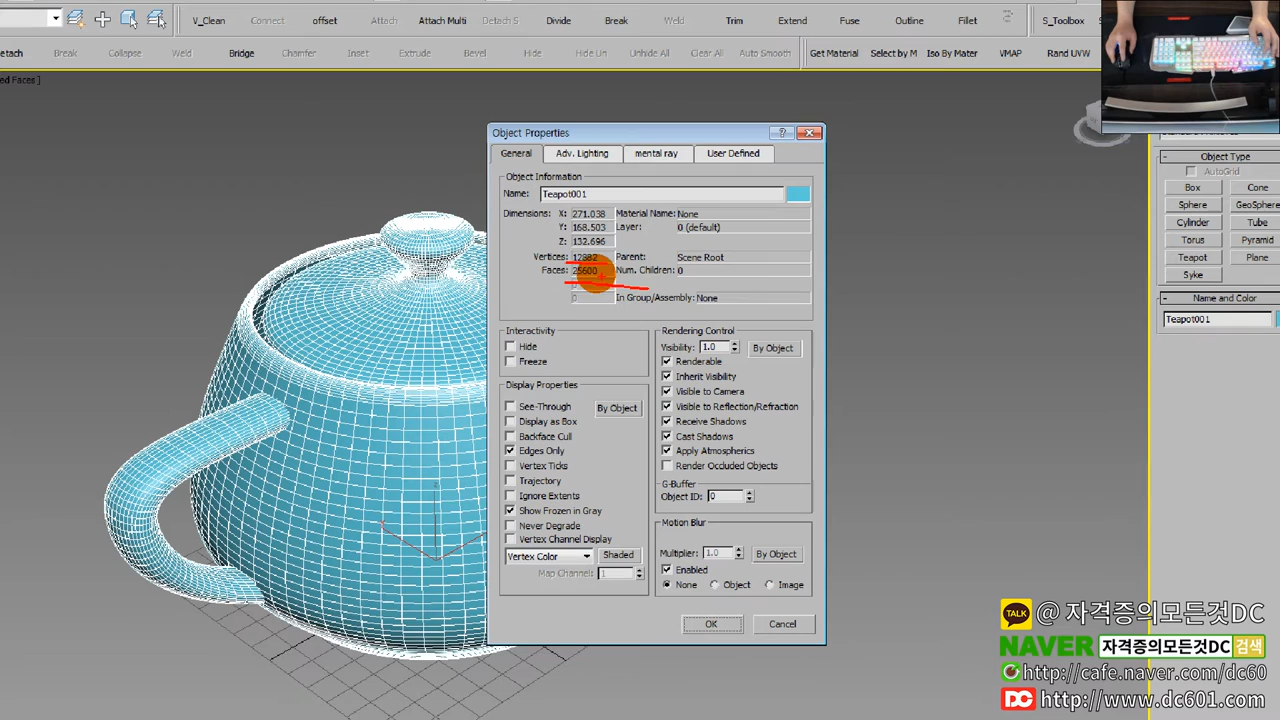 V_Clean Connect offset Attach Attach Multi Detach S Divide Break Weld Trim Extend Fuse Outline Fillet S_Toolbox
etach Break Collapse Weld Bridge Chamfer Inset Extrude Bevel Hide Un Unhide All Clear All Auto Smooth Get Material Select by M Iso By Mater VMAP Rand UVW
ed Faces ]
Object Properties
General Adv. Lighting mental ray User Defined
Object Information
Name: Teapot001
Dimensions: X: 271.038 Material Name: None
Y: 168.503 Layer: 0 (default)
Z: 132.696
Vertices: 12882 Parent: Scene Root
Faces: 25600 Num. Children: 0
0
0 In Group/Assembly: None
Interactivity
Hide
Freeze
Display Properties
See-Through By Object
Display as Box
Backface Cull
Edges Only
Vertex Ticks
Trajectory
Ignore Extents
Show Frozen in Gray
Never Degrade
Vertex Channel Display
Vertex Color Shaded
Map Channel: 1
Rendering Control
Visibility: 1.0 By Object
Renderable
Inherit Visibility
Visible to Camera
Visible to Reflection/Refraction
Receive Shadows
Cast Shadows
Apply Atmospherics
Render Occluded Objects
G-Buffer
Object ID: 0
Motion Blur
Multiplier: 1.0 By Object
Enabled
None Object Image
OK Cancel
Object Type
AutoGrid
Box Cone
Sphere GeoSphere
Cylinder Tube
Torus Pyramid
Teapot Plane
Syke
Name and Color
Teapot001
TALK @ 자격증의모든것DC
NAVER 자격증의모든것DC 검색
http://cafe.naver.com/dc60
DC http://www.dc601.com/